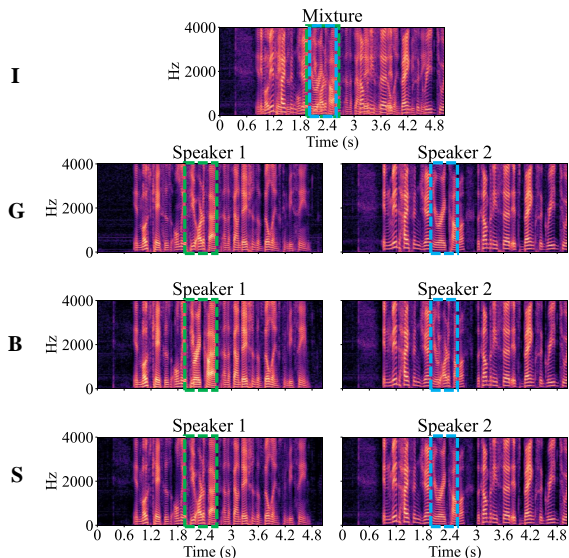 Mixture
I
4000
Hz
2000
0
0 0.6 1.2 1.8 2.4 3 3.6 4.2 4.8
Time (s)
Speaker 1 Speaker 2
G
4000
Hz
2000
0
Speaker 1 Speaker 2
B
4000
Hz
2000
0
Speaker 1 Speaker 2
S
4000
Hz
2000
0
0 0.6 1.2 1.8 2.4 3 3.6 4.2 4.8 0 0.6 1.2 1.8 2.4 3 3.6 4.2 4.8
Time (s) Time (s)